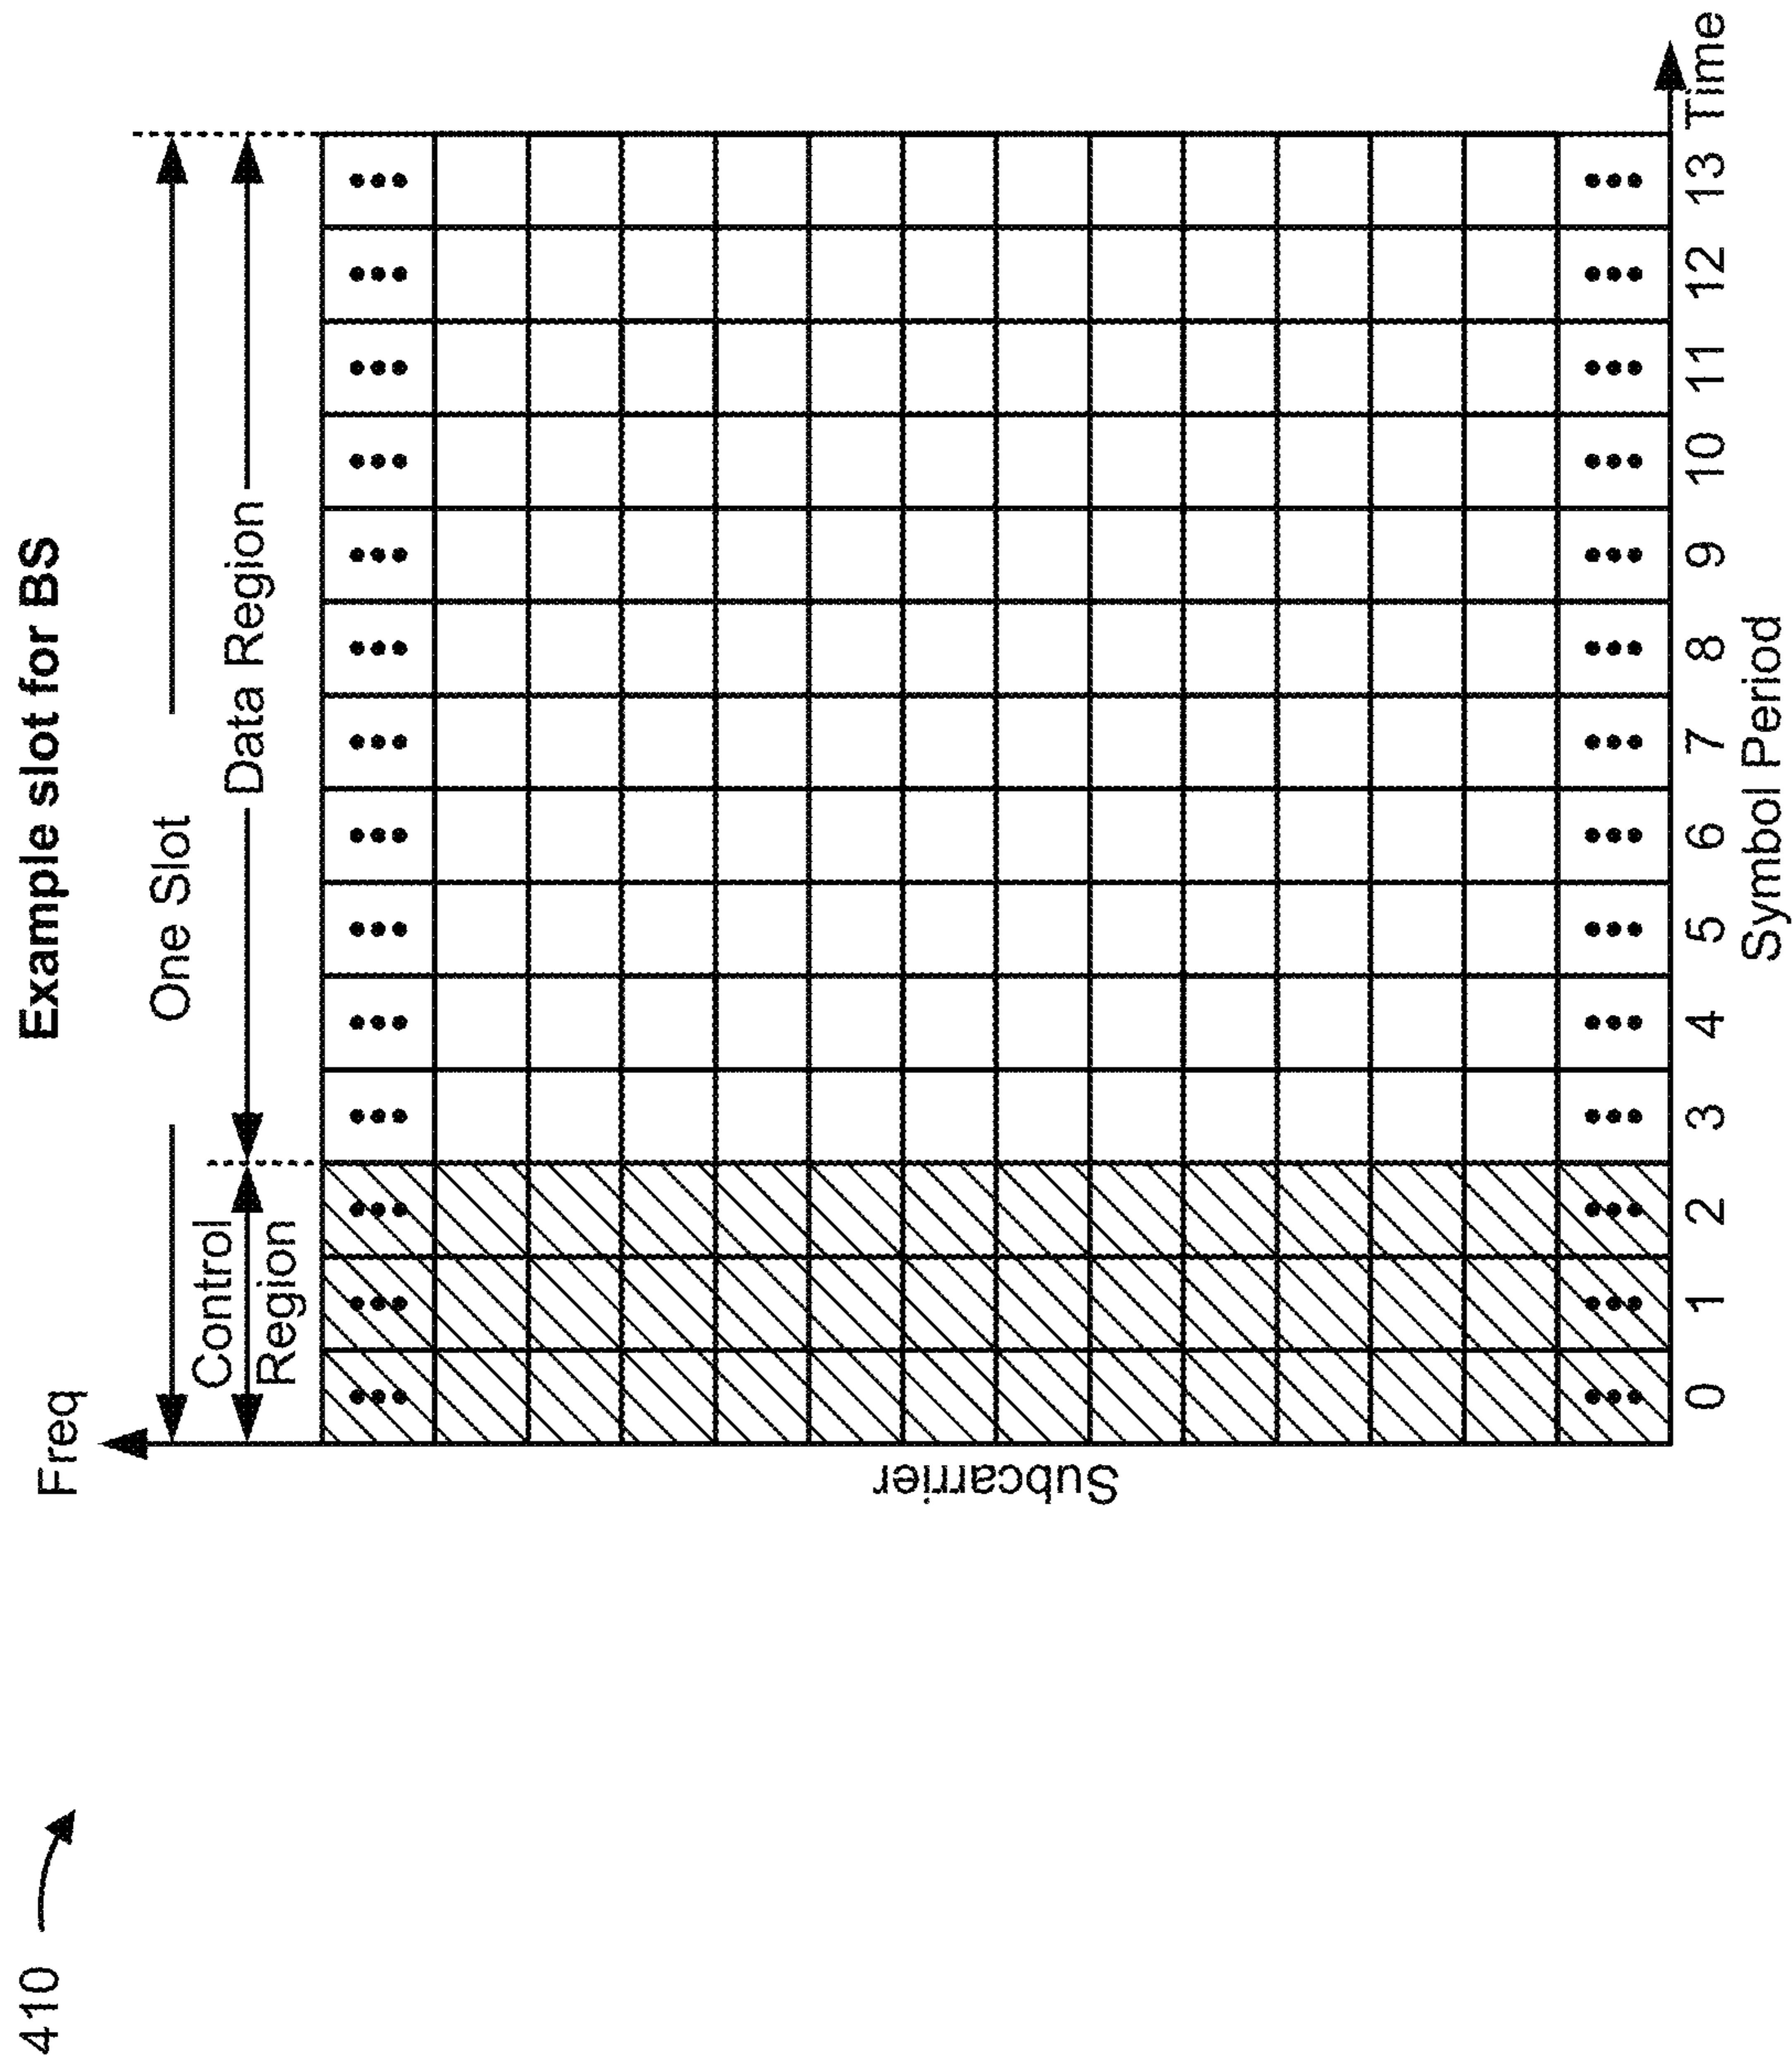 410
Example slot for BS
Freq
One Slot
Control
Region
Data Region
Subcarrier
0 1 2 3 4 5 6 7 8 9 10 11 12 13 Time
Symbol Period